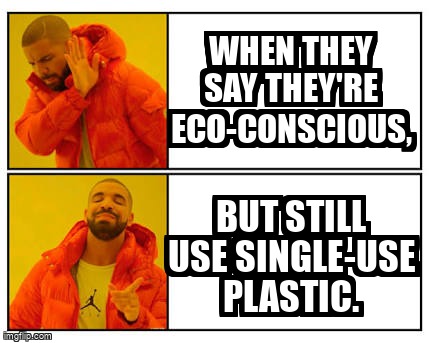 WHEN THEY
SAY THEY'RE
ECO-CONSCIOUS,
BUT STILL
USE SINGLE-USE
PLASTIC.
imgflip.com